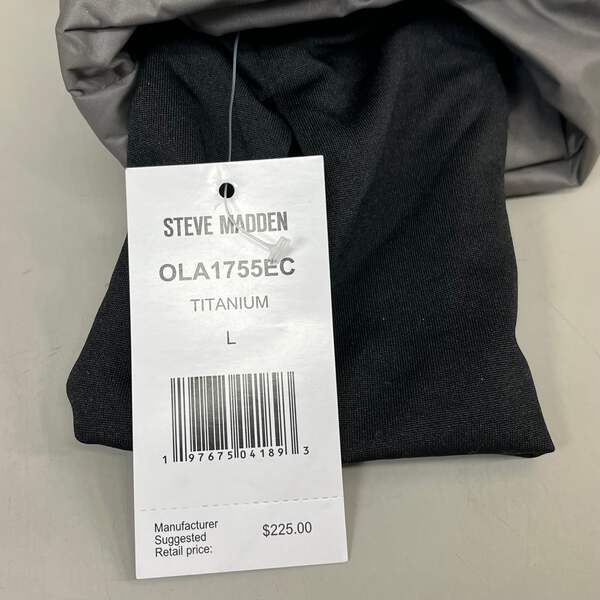 STEVE MADDEN
OLA1755EC
TITANIUM
L
1 97675 04189 3
Manufacturer
Suggested
Retail price:
$225.00